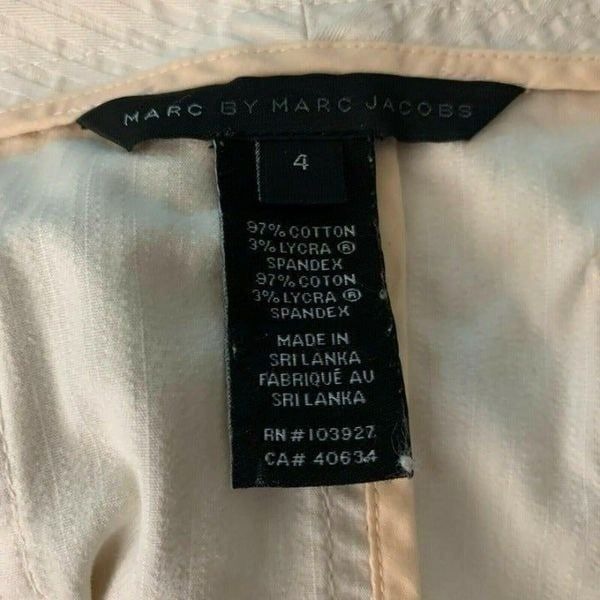 MARC BY MARC JACOBS
4
97% COTTON
3% LYCRA ®
SPANDEX
97% COTON
3% LYCRA ®
SPANDEX
MADE IN
SRI LANKA
FABRIQUÉ AU
SRI LANKA
RN # 103927
CA# 40634